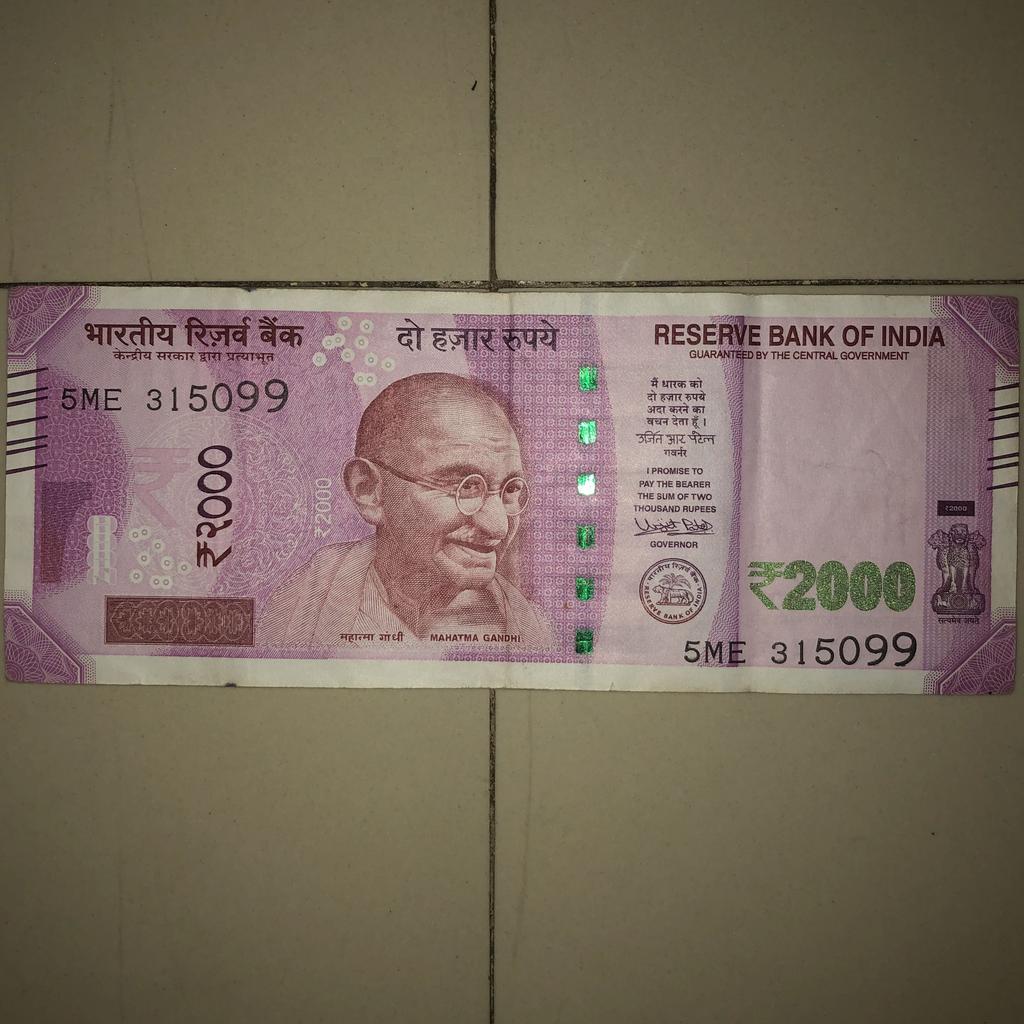 भारतीय रिज़र्व बैंक
केन्द्रीय सरकार द्वारा प्रत्याभूत
दो हज़ार रुपये
RESERVE BANK OF INDIA
GUARANTEED BY THE CENTRAL GOVERNMENT
5ME 315099
₹२०००
₹2000
मैं धारक को
दो हज़ार रुपये
अदा करने का
वचन देता हूँ ।
उर्जित आर पटेल
गवर्नर
I PROMISE TO
PAY THE BEARER
THE SUM OF TWO
THOUSAND RUPEES
GOVERNOR
भारतीय रिज़र्व बैंक
RESERVE BANK OF INDIA
₹2000
₹2000
सत्यमेव जयते
महात्मा गांधी
MAHATMA GANDHI
5ME 315099